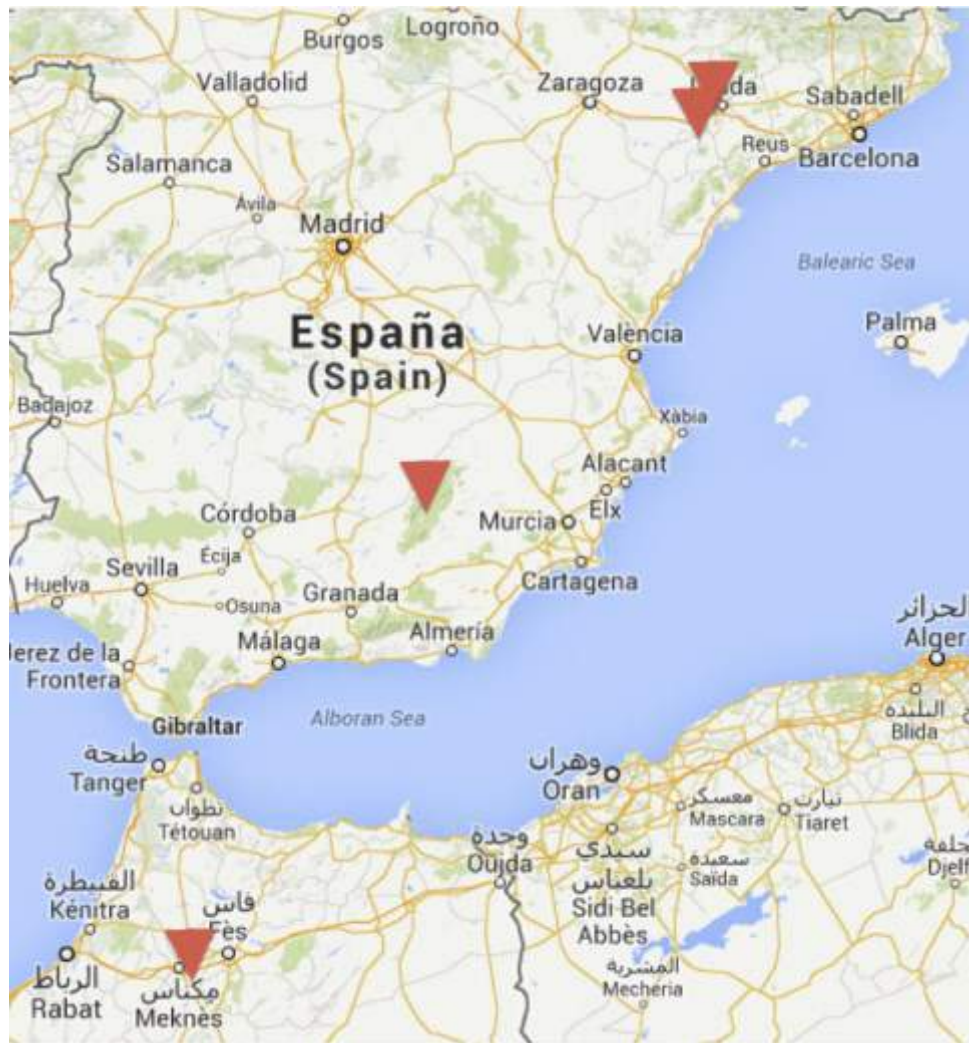 Logroño
Burgos
Valladolid
Zaragoza
Sabadell
Reus
Barcelona
Salamanca
Ávila
Madrid
Balearic Sea
España
(Spain)
València
Palma
Badajoz
Xàbia
Alacant
Elx
Córdoba
Murcia
Écija
Sevilla
Huelva
Osuna
Granada
Cartagena
Almería
Málaga
Jerez de la
Frontera
Alboran Sea
Gibraltar
Alger
البليدة
Blida
طنجة
Tanger
وهران
Oran
تطوان
Tétouan
معسكر
Mascara
تيارت
Tiaret
وجدة
Oujda
سعيدة
Saïda
سيدي
بلعباس
Sidi Bel
Abbès
القنيطرة
Kénitra
فاس
Fès
الرباط
Rabat
مكناس
Meknès
المشرية
Mecheria